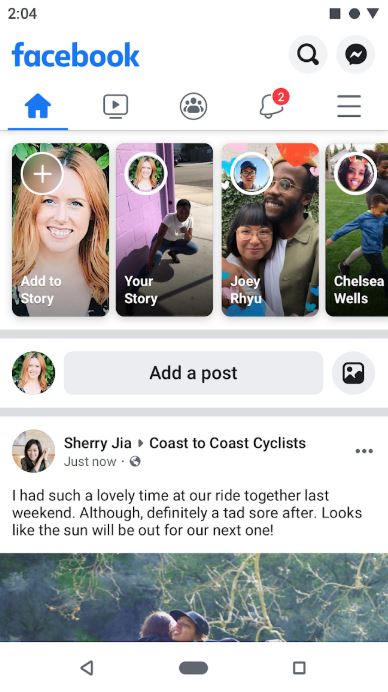 2:04
facebook
2
Add to
Story
Your
Story
Joey
Rhyu
Chelsea
Wells
Add a post
Sherry Jia Coast to Coast Cyclists
Just now ·
I had such a lovely time at our ride together last
weekend. Although, definitely a tad sore after. Looks
like the sun will be out for our next one!